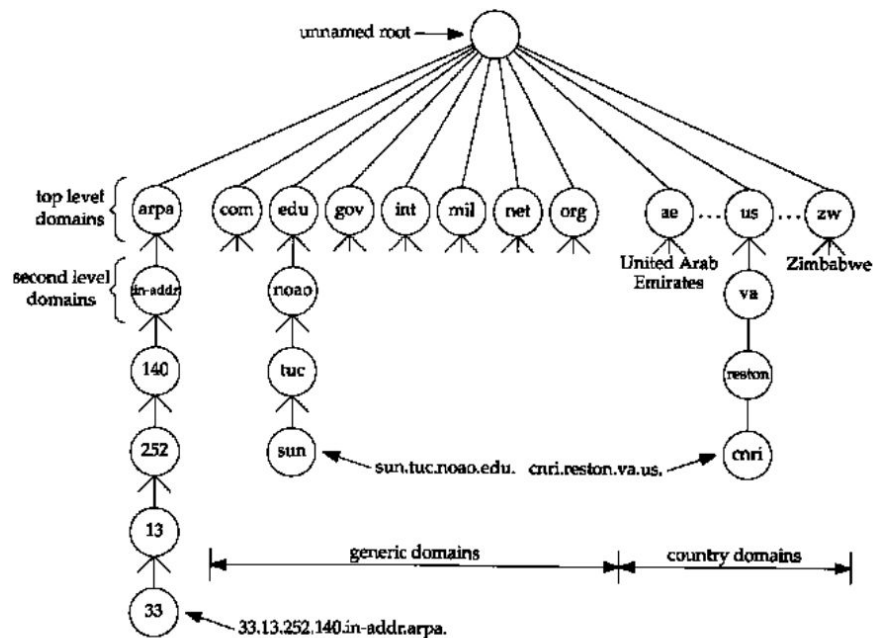 unnamed root
top level
domains
arpa com edu gov int mil net org ae .... us .... zw
United Arab
Emirates
Zimbabwe
second level
domains
in-addr noao va
140 tuc reston
252 sun sun.tuc.noao.edu. cnri.reston.va.us. cnri
13
generic domains country domains
33 33.13.252.140.in-addr.arpa.